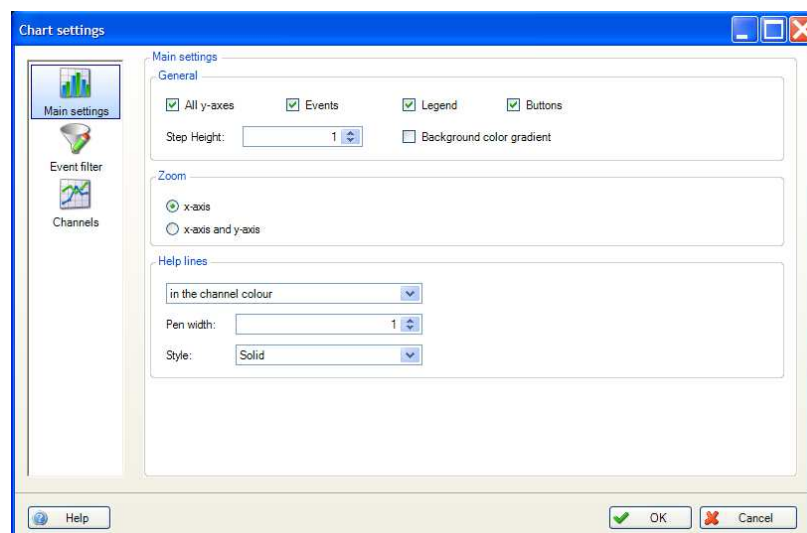 Chart settings
Main settings
Event filter
Channels
Main settings
General
All y-axes Events Legend Buttons
Step Height: 1 Background color gradient
Zoom
x-axis
x-axis and y-axis
Help lines
in the channel colour
Pen width: 1
Style: Solid
Help OK Cancel